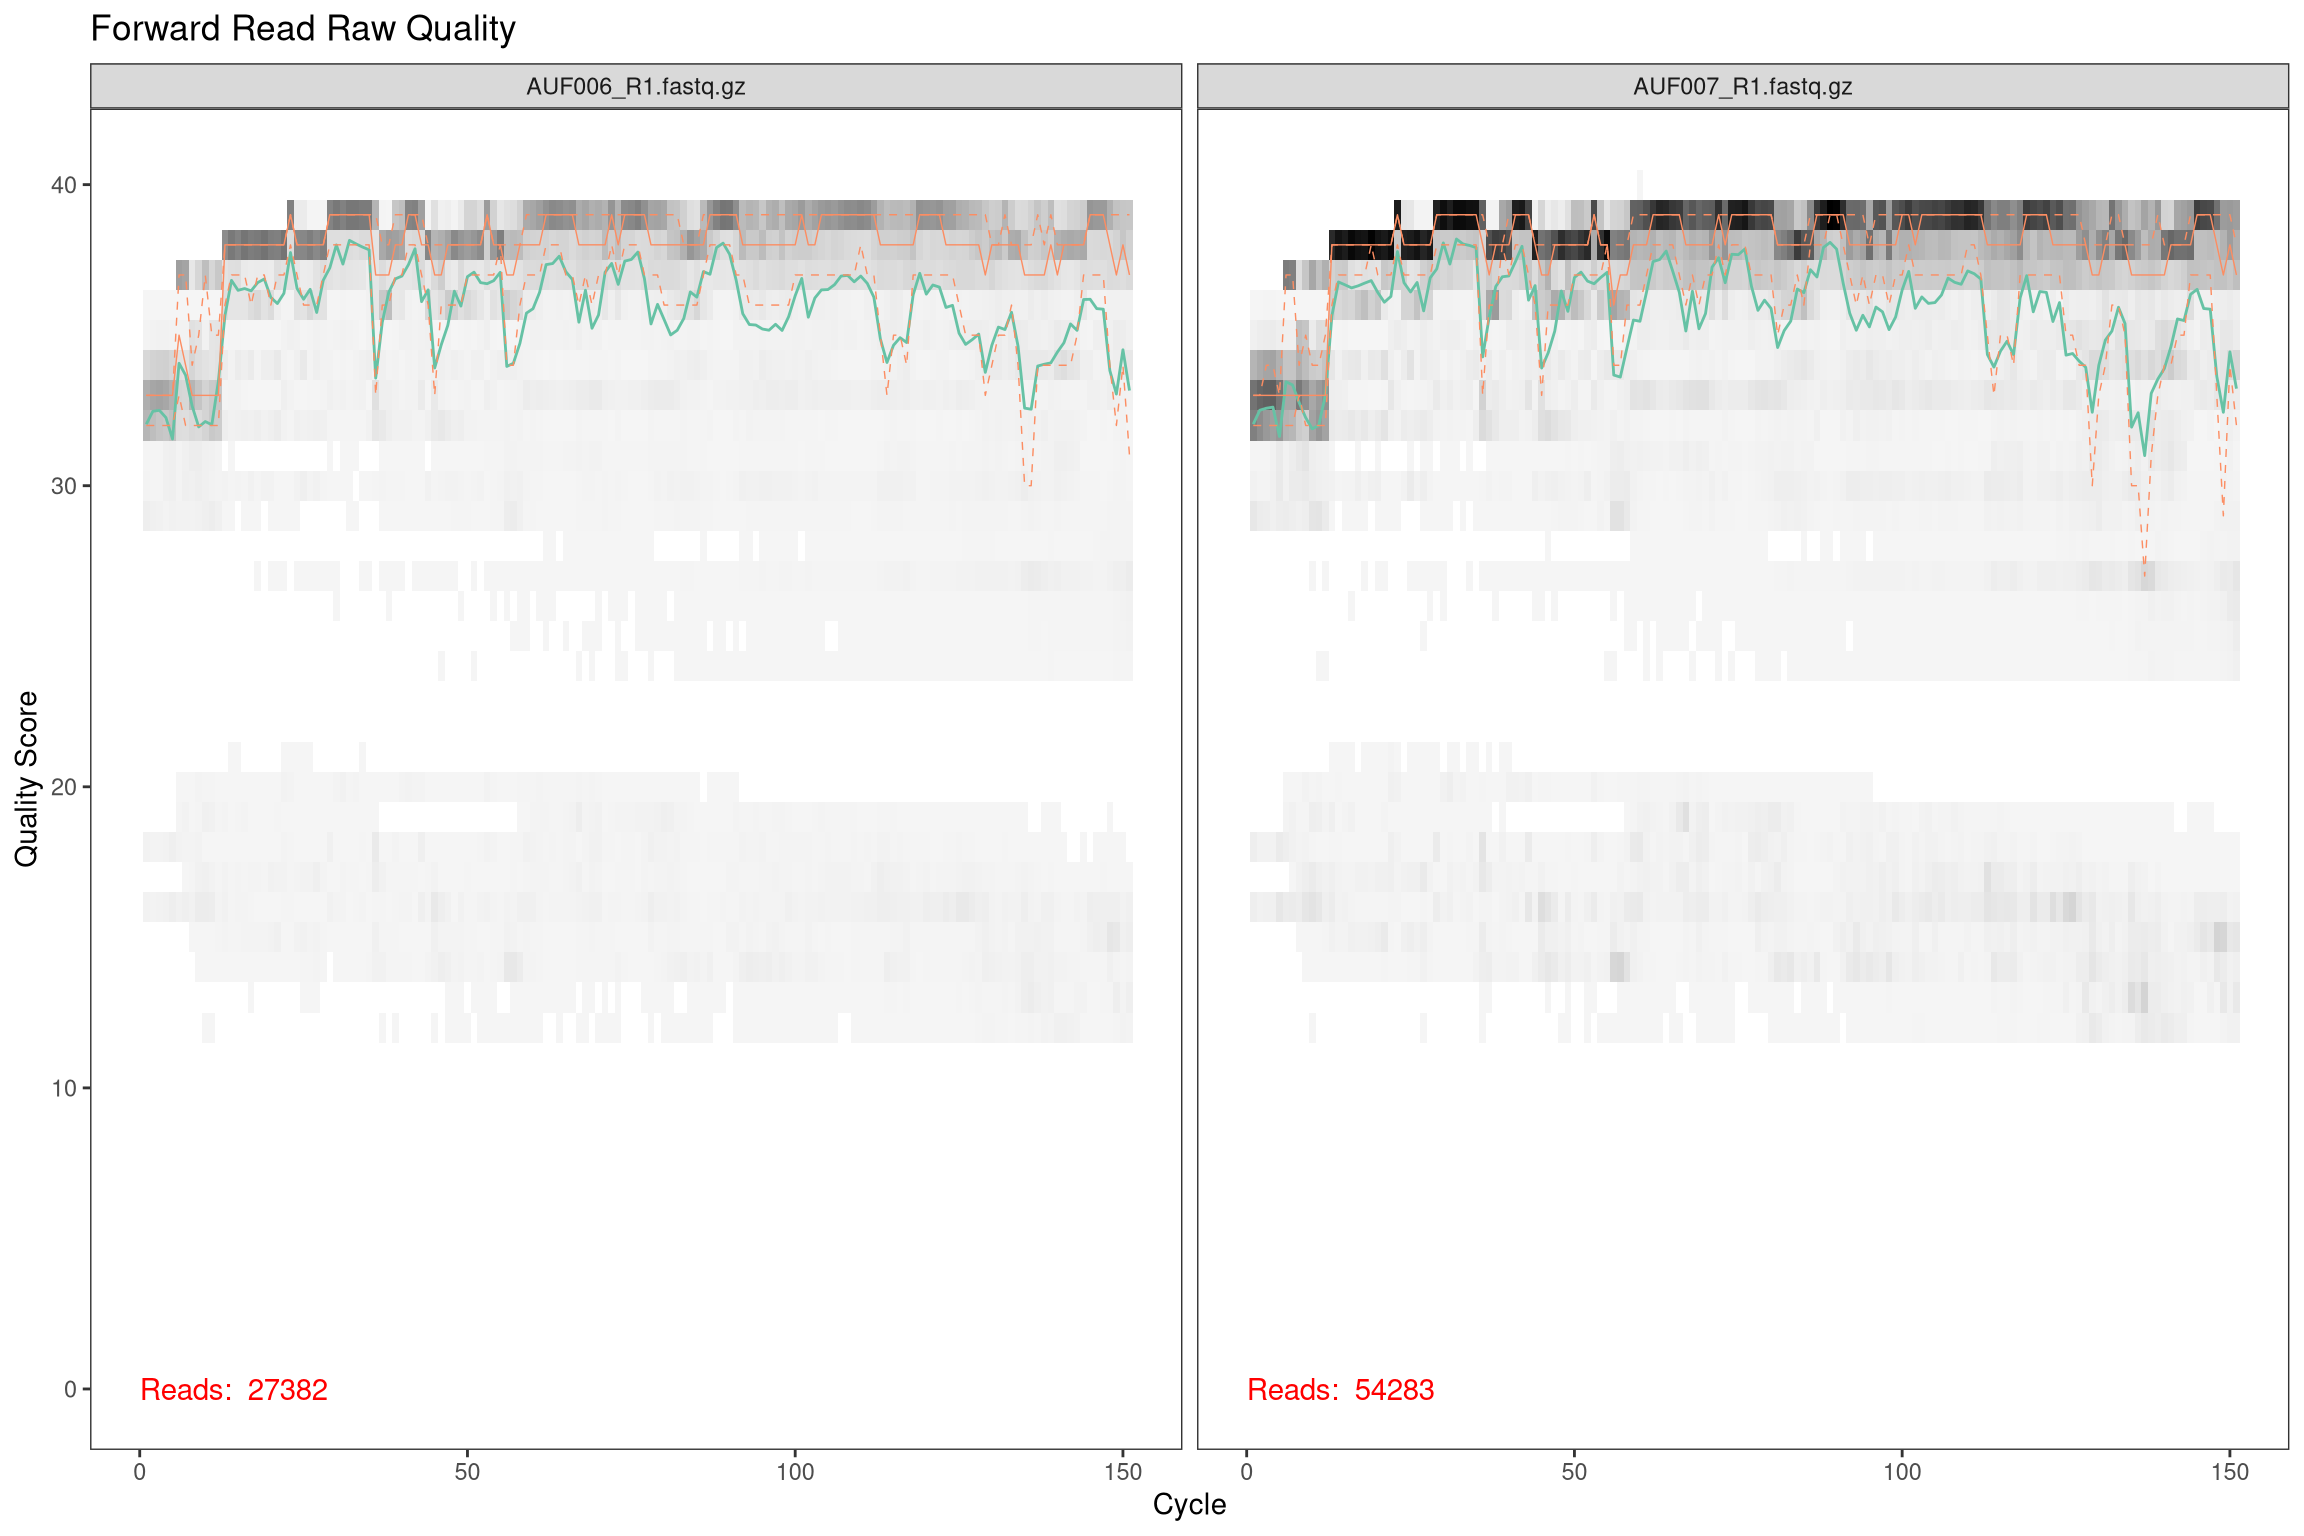 Forward Read Raw Quality
AUF006_R1.fastq.gz
AUF007_R1.fastq.gz
Quality Score
40
30
20
10
0
Reads: 27382
Reads: 54283
0 50 100 150
0 50 100 150
Cycle